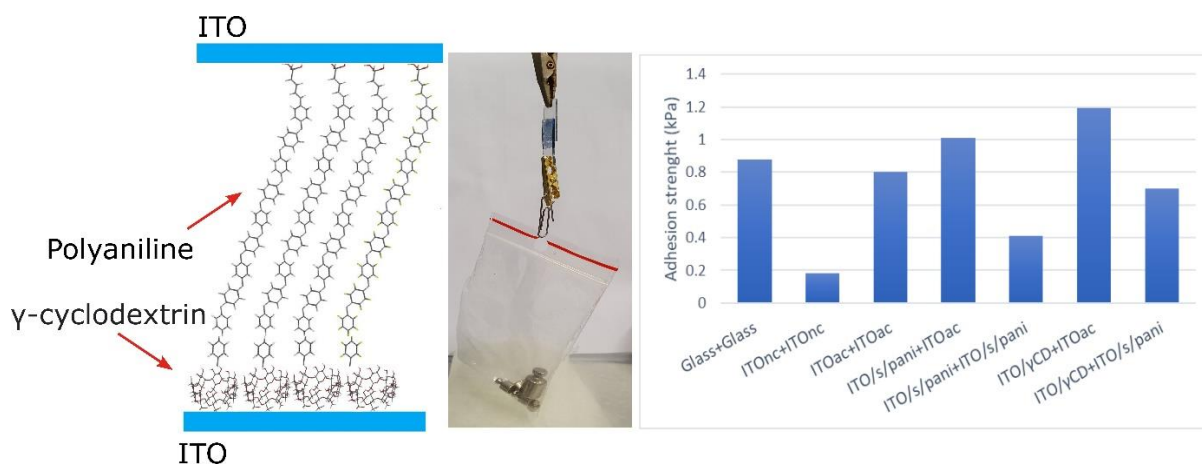 ITO
Polyaniline
γ-cyclodextrin
ITO
Adhesion strenght (kPa)
1.4
1.2
1
0.8
0.6
0.4
0.2
0
Glass+Glass
ITOnc+ITOnc
ITOac+ITOac
ITO/s/pani+ITOac
ITO/s/pani+ITO/s/pani
ITO/γCD+ITOac
ITO/γCD+ITO/s/pani